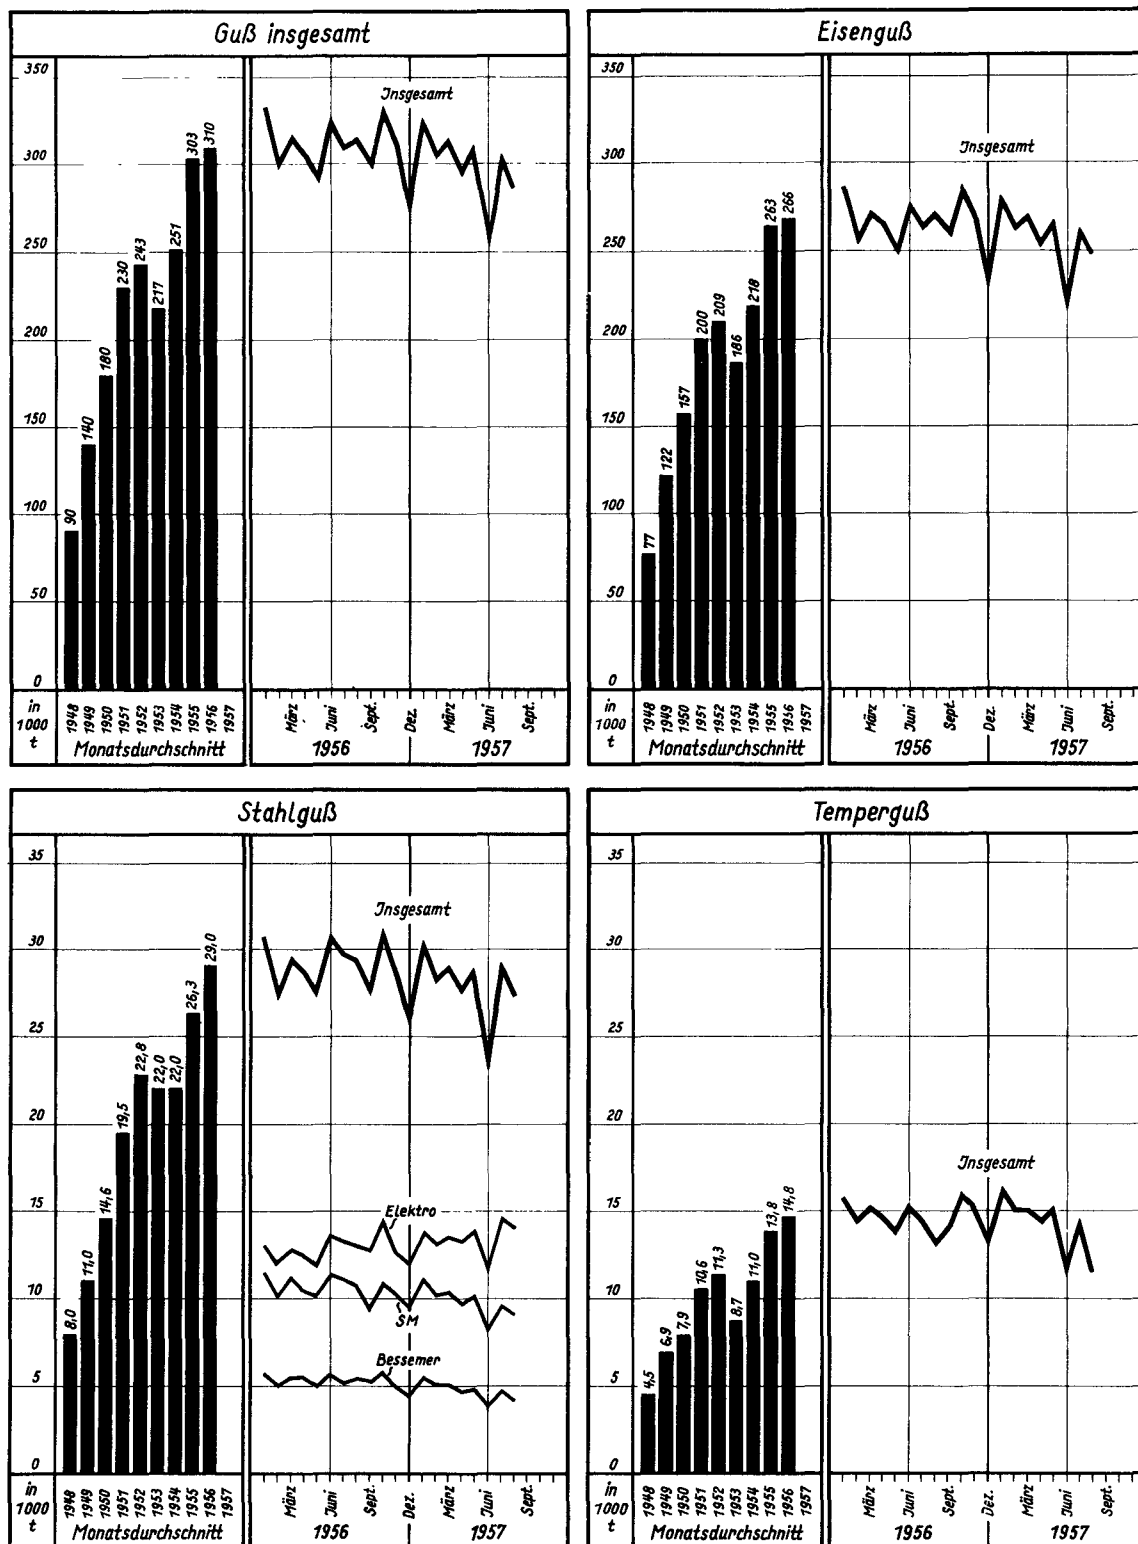 Guß insgesamt
350
300
250
200
150
100
50
0
in
1000
t
90
140
180
230
243
217
251
303
310
1948
1949
1950
1951
1952
1953
1954
1955
1956
1957
Monatsdurchschnitt
Insgesamt
März
Juni
Sept.
Dez.
März
Juni
Sept.
1956
1957
Eisenguß
350
300
250
200
150
100
50
0
in
1000
t
77
122
157
200
209
186
218
263
266
1948
1949
1950
1951
1952
1953
1954
1955
1956
1957
Monatsdurchschnitt
Insgesamt
März
Juni
Sept.
Dez.
März
Juni
Sept.
1956
1957
Stahlguß
35
30
25
20
15
10
5
0
in
1000
t
8,0
11,0
14,6
19,5
22,8
22,0
22,0
26,3
29,0
1948
1949
1950
1951
1952
1953
1954
1955
1956
1957
Monatsdurchschnitt
Insgesamt
Elektro
SM
Bessemer
März
Juni
Sept.
Dez.
März
Juni
Sept.
1956
1957
Temperguß
35
30
25
20
15
10
5
0
in
1000
t
4,5
6,9
7,9
10,6
11,3
8,7
11,0
13,8
14,8
1948
1949
1950
1951
1952
1953
1954
1955
1956
1957
Monatsdurchschnitt
Insgesamt
März
Juni
Sept.
Dez.
März
Juni
Sept.
1956
1957